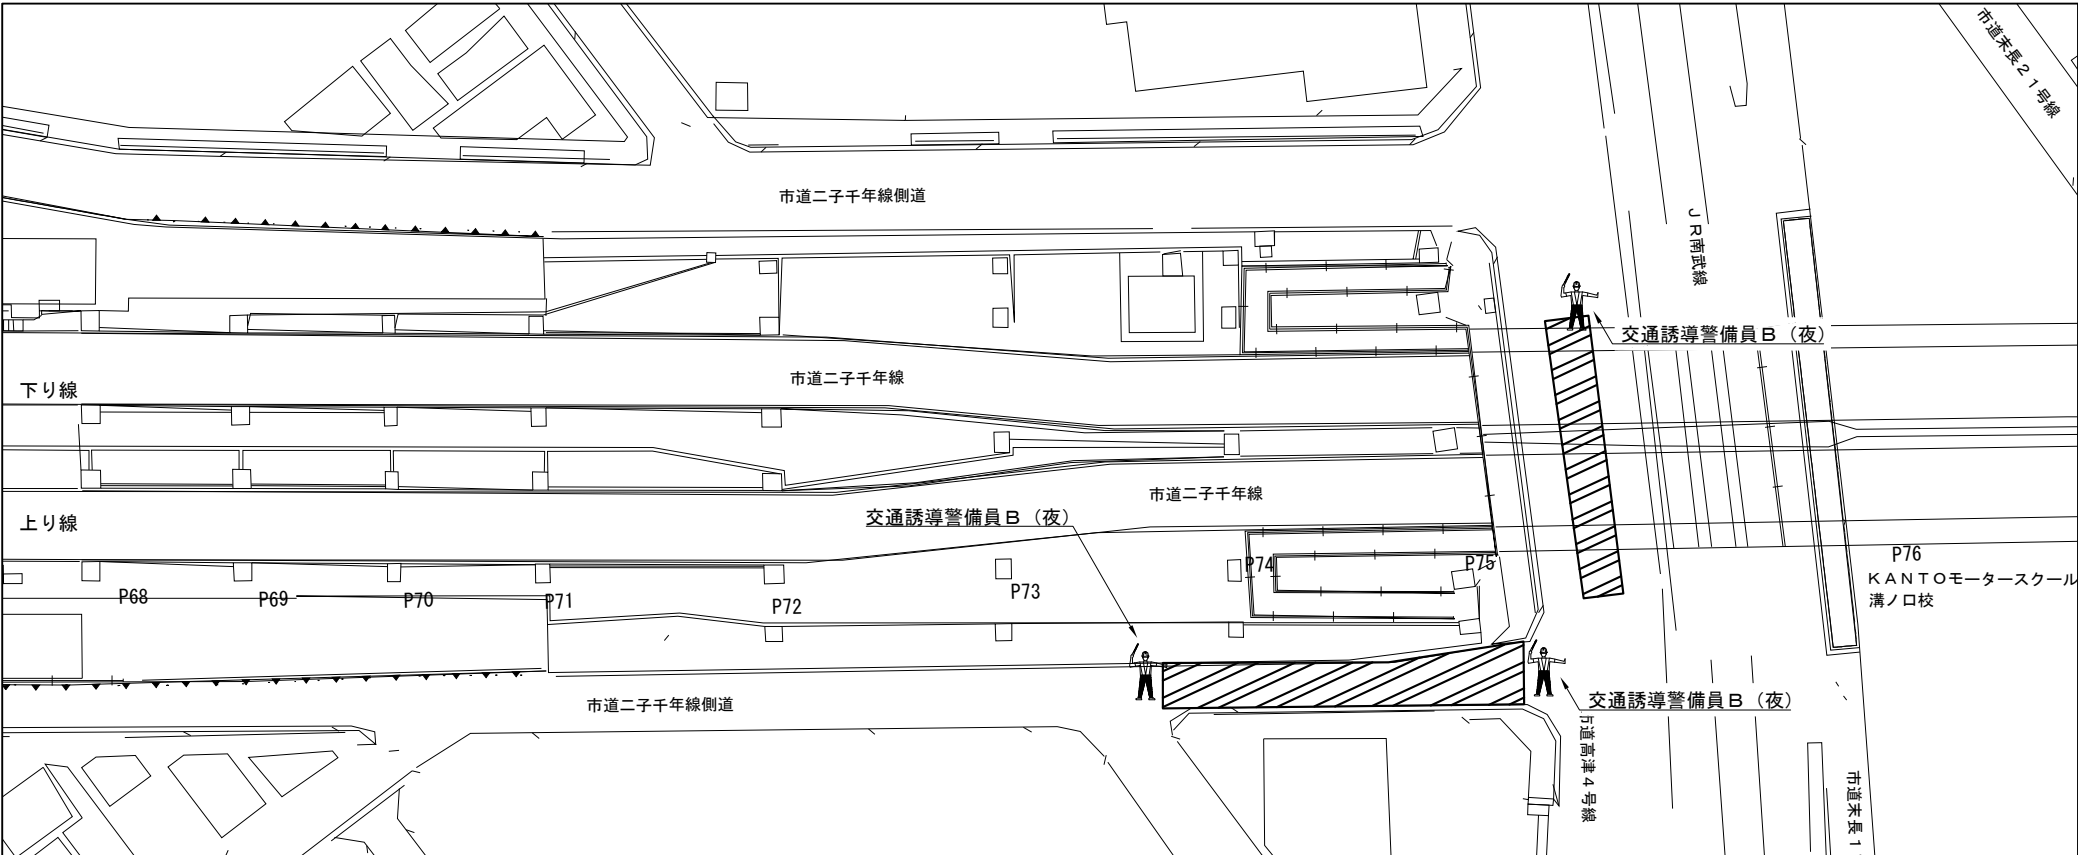 市道末長２１号線
市道二子千年線側道
ＪＲ南武線
交通誘導警備員Ｂ（夜）
下り線
市道二子千年線
市道二子千年線
上り線
交通誘導警備員Ｂ（夜）
P68
P69
P70
P71
P72
P73
P74
P75
P76
ＫＡＮＴＯモータースクール
溝ノ口校
市道二子千年線側道
交通誘導警備員Ｂ（夜）
市道高津４号線
市道末長１